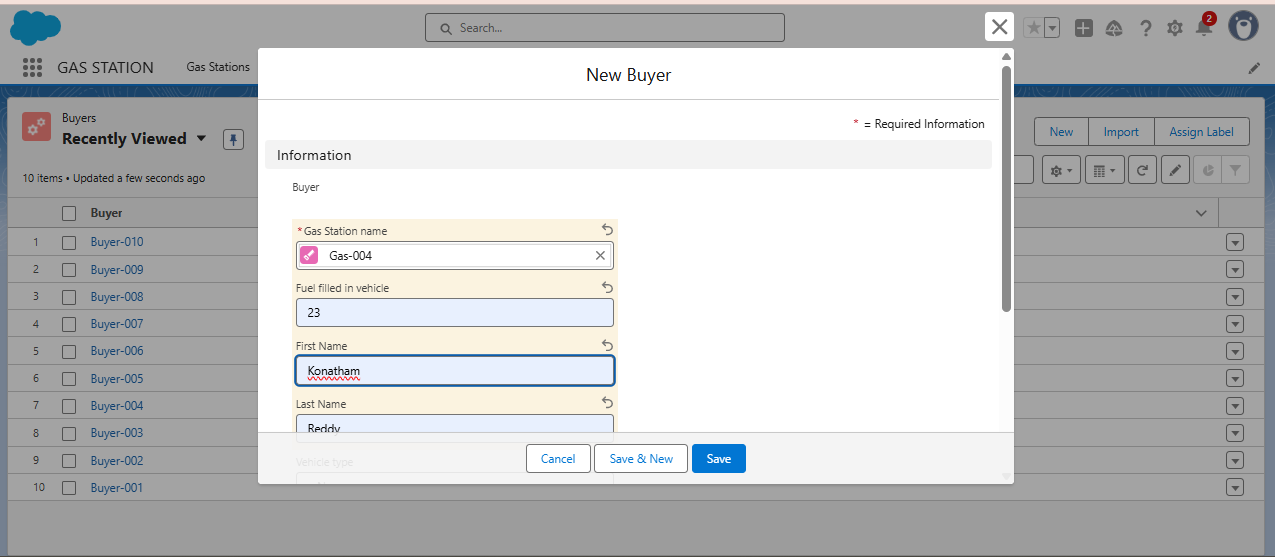 Search...
2
GAS STATION
Gas Stations
New Buyer
* = Required Information
Buyers
Recently Viewed
10 items • Updated a few seconds ago
New
Import
Assign Label
Information
Buyer
*Gas Station name
Gas-004
Fuel filled in vehicle
23
First Name
Konatham
Last Name
Reddy
Vehicle type
Cancel
Save & New
Save
Buyer
1 Buyer-010
2 Buyer-009
3 Buyer-008
4 Buyer-007
5 Buyer-006
6 Buyer-005
7 Buyer-004
8 Buyer-003
9 Buyer-002
10 Buyer-001